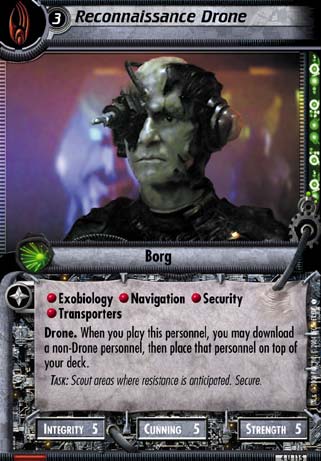 3 Reconnaissance Drone
Borg
Exobiology Navigation Security
Transporters
Drone. When you play this personnel, you may download
a non-Drone personnel, then place that personnel on top of
your deck.
TASK: Scout areas where resistance is anticipated. Secure.
INTEGRITY 5 CUNNING 5 STRENGTH 5